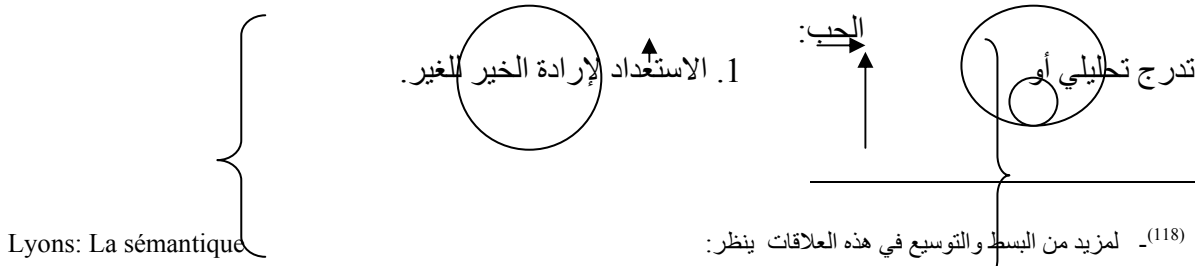 الحب:
تدرج تحليلي أو 1. الاستعداد لإرادة الخير للغير.
(118)ـ لمزيد من البسط والتوسيع في هذه العلاقات ينظر: Lyons: La sémantique